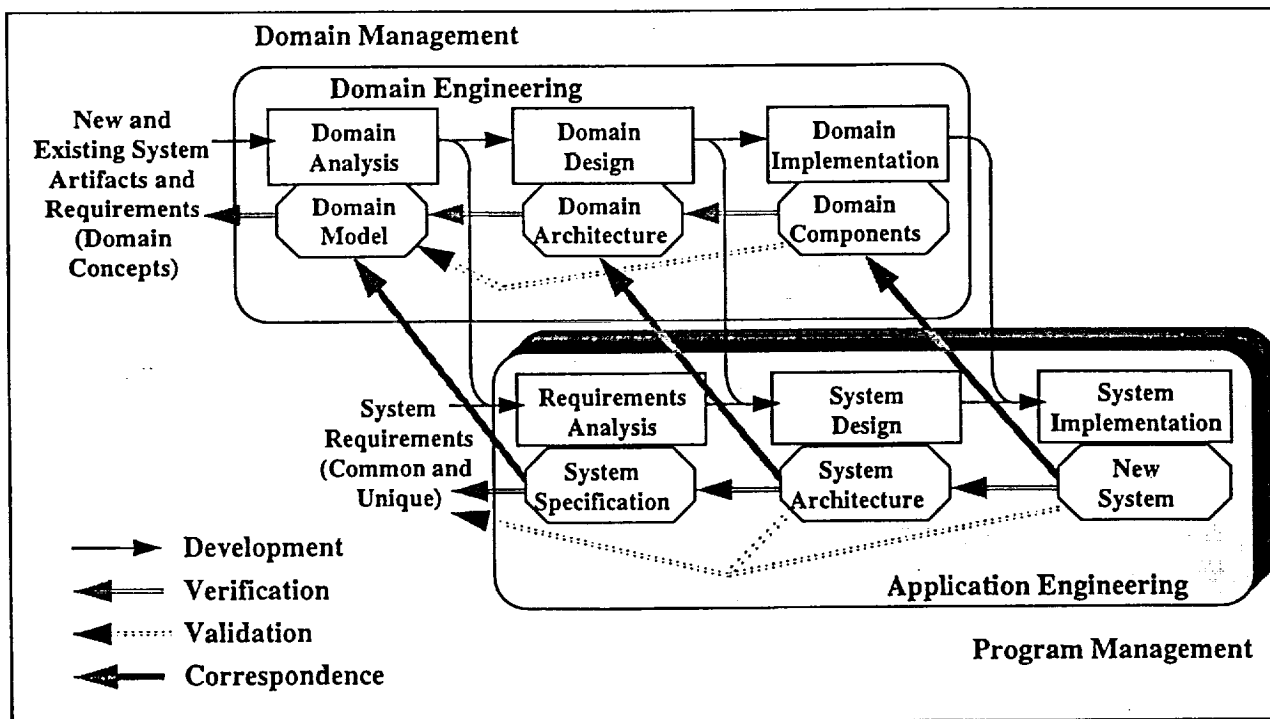 Domain Management
Domain Engineering
New and
Existing System
Artifacts and
Requirements
(Domain
Concepts)
Domain
Analysis
Domain
Design
Domain
Implementation
Domain
Model
Domain
Architecture
Domain
Components
System
Requirements
(Common and
Unique)
Requirements
Analysis
System
Design
System
Implementation
System
Specification
System
Architecture
New
System
Application Engineering
Program Management
Development
Verification
Validation
Correspondence